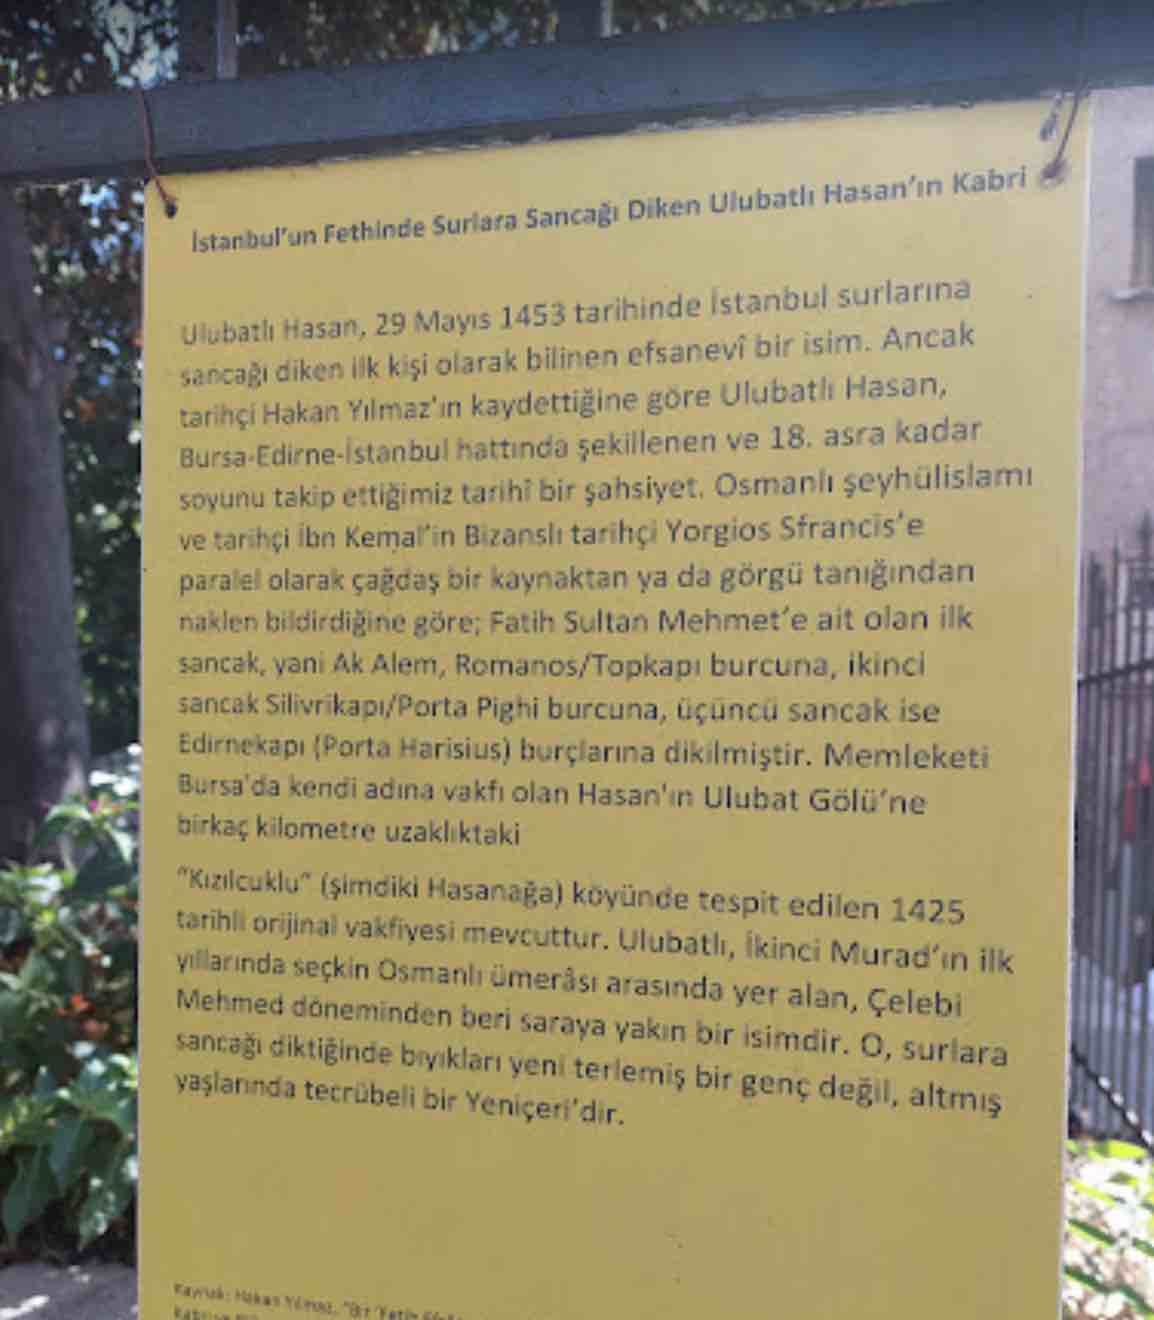 İstanbul'un Fethinde Surlara Sancağı Diken Ulubatlı Hasan'ın Kabri
Ulubatlı Hasan, 29 Mayıs 1453 tarihinde İstanbul surlarına
sancağı diken ilk kişi olarak bilinen efsanevî bir isim. Ancak
tarihçi Hakan Yılmaz'ın kaydettiğine göre Ulubatlı Hasan,
Bursa-Edirne-İstanbul hattında şekillenen ve 18. asra kadar
soyunu takip ettiğimiz tarihî bir şahsiyet. Osmanlı şeyhülislamı
ve tarihçi İbn Kemal'in Bizanslı tarihçi Yorgios Sfrancis'e
paralel olarak çağdaş bir kaynaktan ya da görgü tanığından
naklen bildirdiğine göre; Fatih Sultan Mehmet'e ait olan ilk
sancak, yani Ak Alem, Romanos/Topkapı burcuna, ikinci
sancak Silivrikapı/Porta Pighi burcuna, üçüncü sancak ise
Edirnekapı (Porta Harisius) burçlarına dikilmiştir. Memleketi
Bursa'da kendi adına vakfı olan Hasan'ın Ulubat Gölü'ne
birkaç kilometre uzaklıktaki
"Kızılcuklu" (şimdiki Hasanağa) köyünde tespit edilen 1425
tarihli orijinal vakfiyesi mevcuttur. Ulubatlı, İkinci Murad'ın ilk
yıllarında seçkin Osmanlı ümerâsı arasında yer alan, Çelebi
Mehmed döneminden beri saraya yakın bir isimdir. O, surlara
sancağı diktiğinde bıyıkları yeni terlemiş bir genç değil, altmış
yaşlarında tecrübeli bir Yeniçeri'dir.
Kaynak: Hakan Yılmaz, "Bir